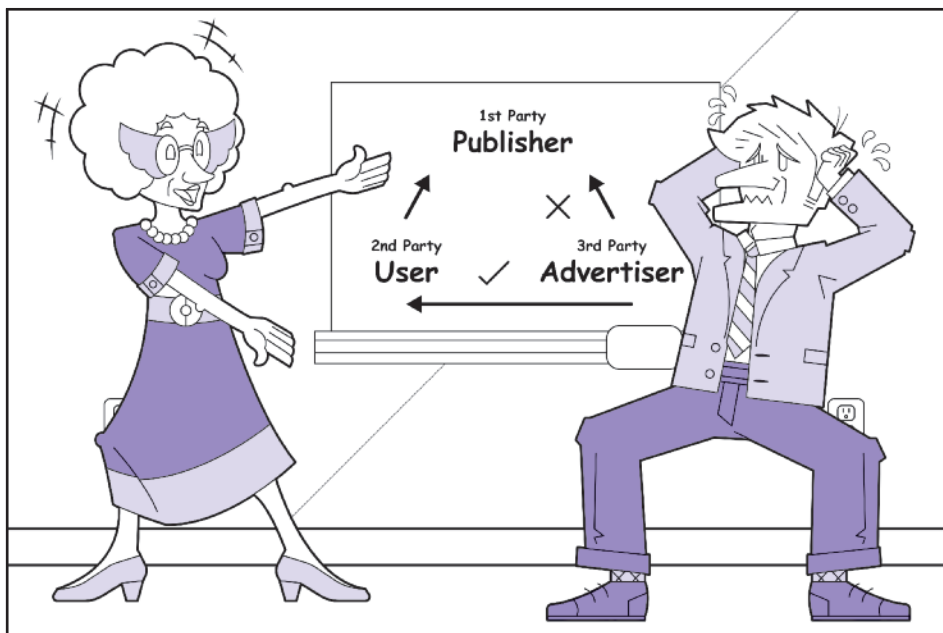 1st Party
Publisher
2nd Party
User
3rd Party
Advertiser